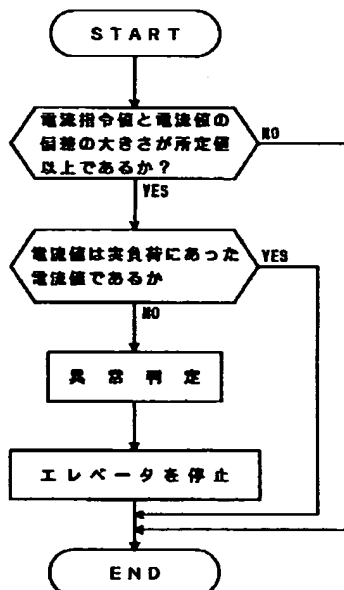 START
電流指令値と電流値の
偏差の大きさが所定値
以上であるか?
NO
YES
電流値は実負荷にあった
電流値であるか
YES
NO
異常判定
エレベータを停止
END